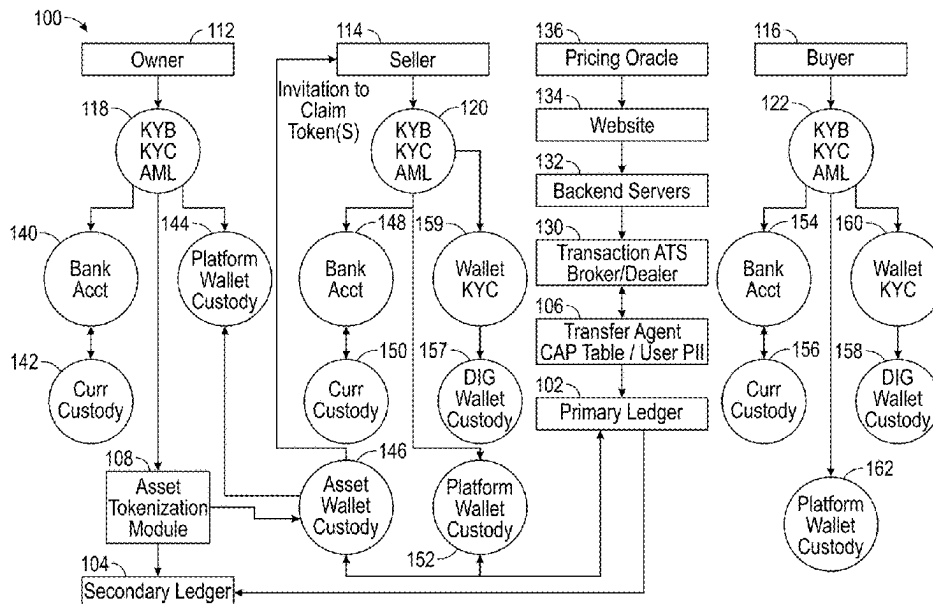 100
112
Owner
114
Seller
136
Pricing Oracle
116
Buyer
Invitation to
Claim
Token(S)
118
KYB
KYC
AML
120
KYB
KYC
AML
134
Website
122
KYB
KYC
AML
132
Backend Servers
140
Bank
Acct
144
Platform
Wallet
Custody
148
Bank
Acct
159
Wallet
KYC
130
Transaction ATS
Broker/Dealer
154
Bank
Acct
160
Wallet
KYC
106
Transfer Agent
CAP Table / User PII
142
Curr
Custody
150
Curr
Custody
157
DIG
Wallet
Custody
102
Primary Ledger
156
Curr
Custody
158
DIG
Wallet
Custody
108
Asset
Tokenization
Module
146
Asset
Wallet
Custody
Platform
Wallet
Custody
152
162
Platform
Wallet
Custody
104
Secondary Ledger